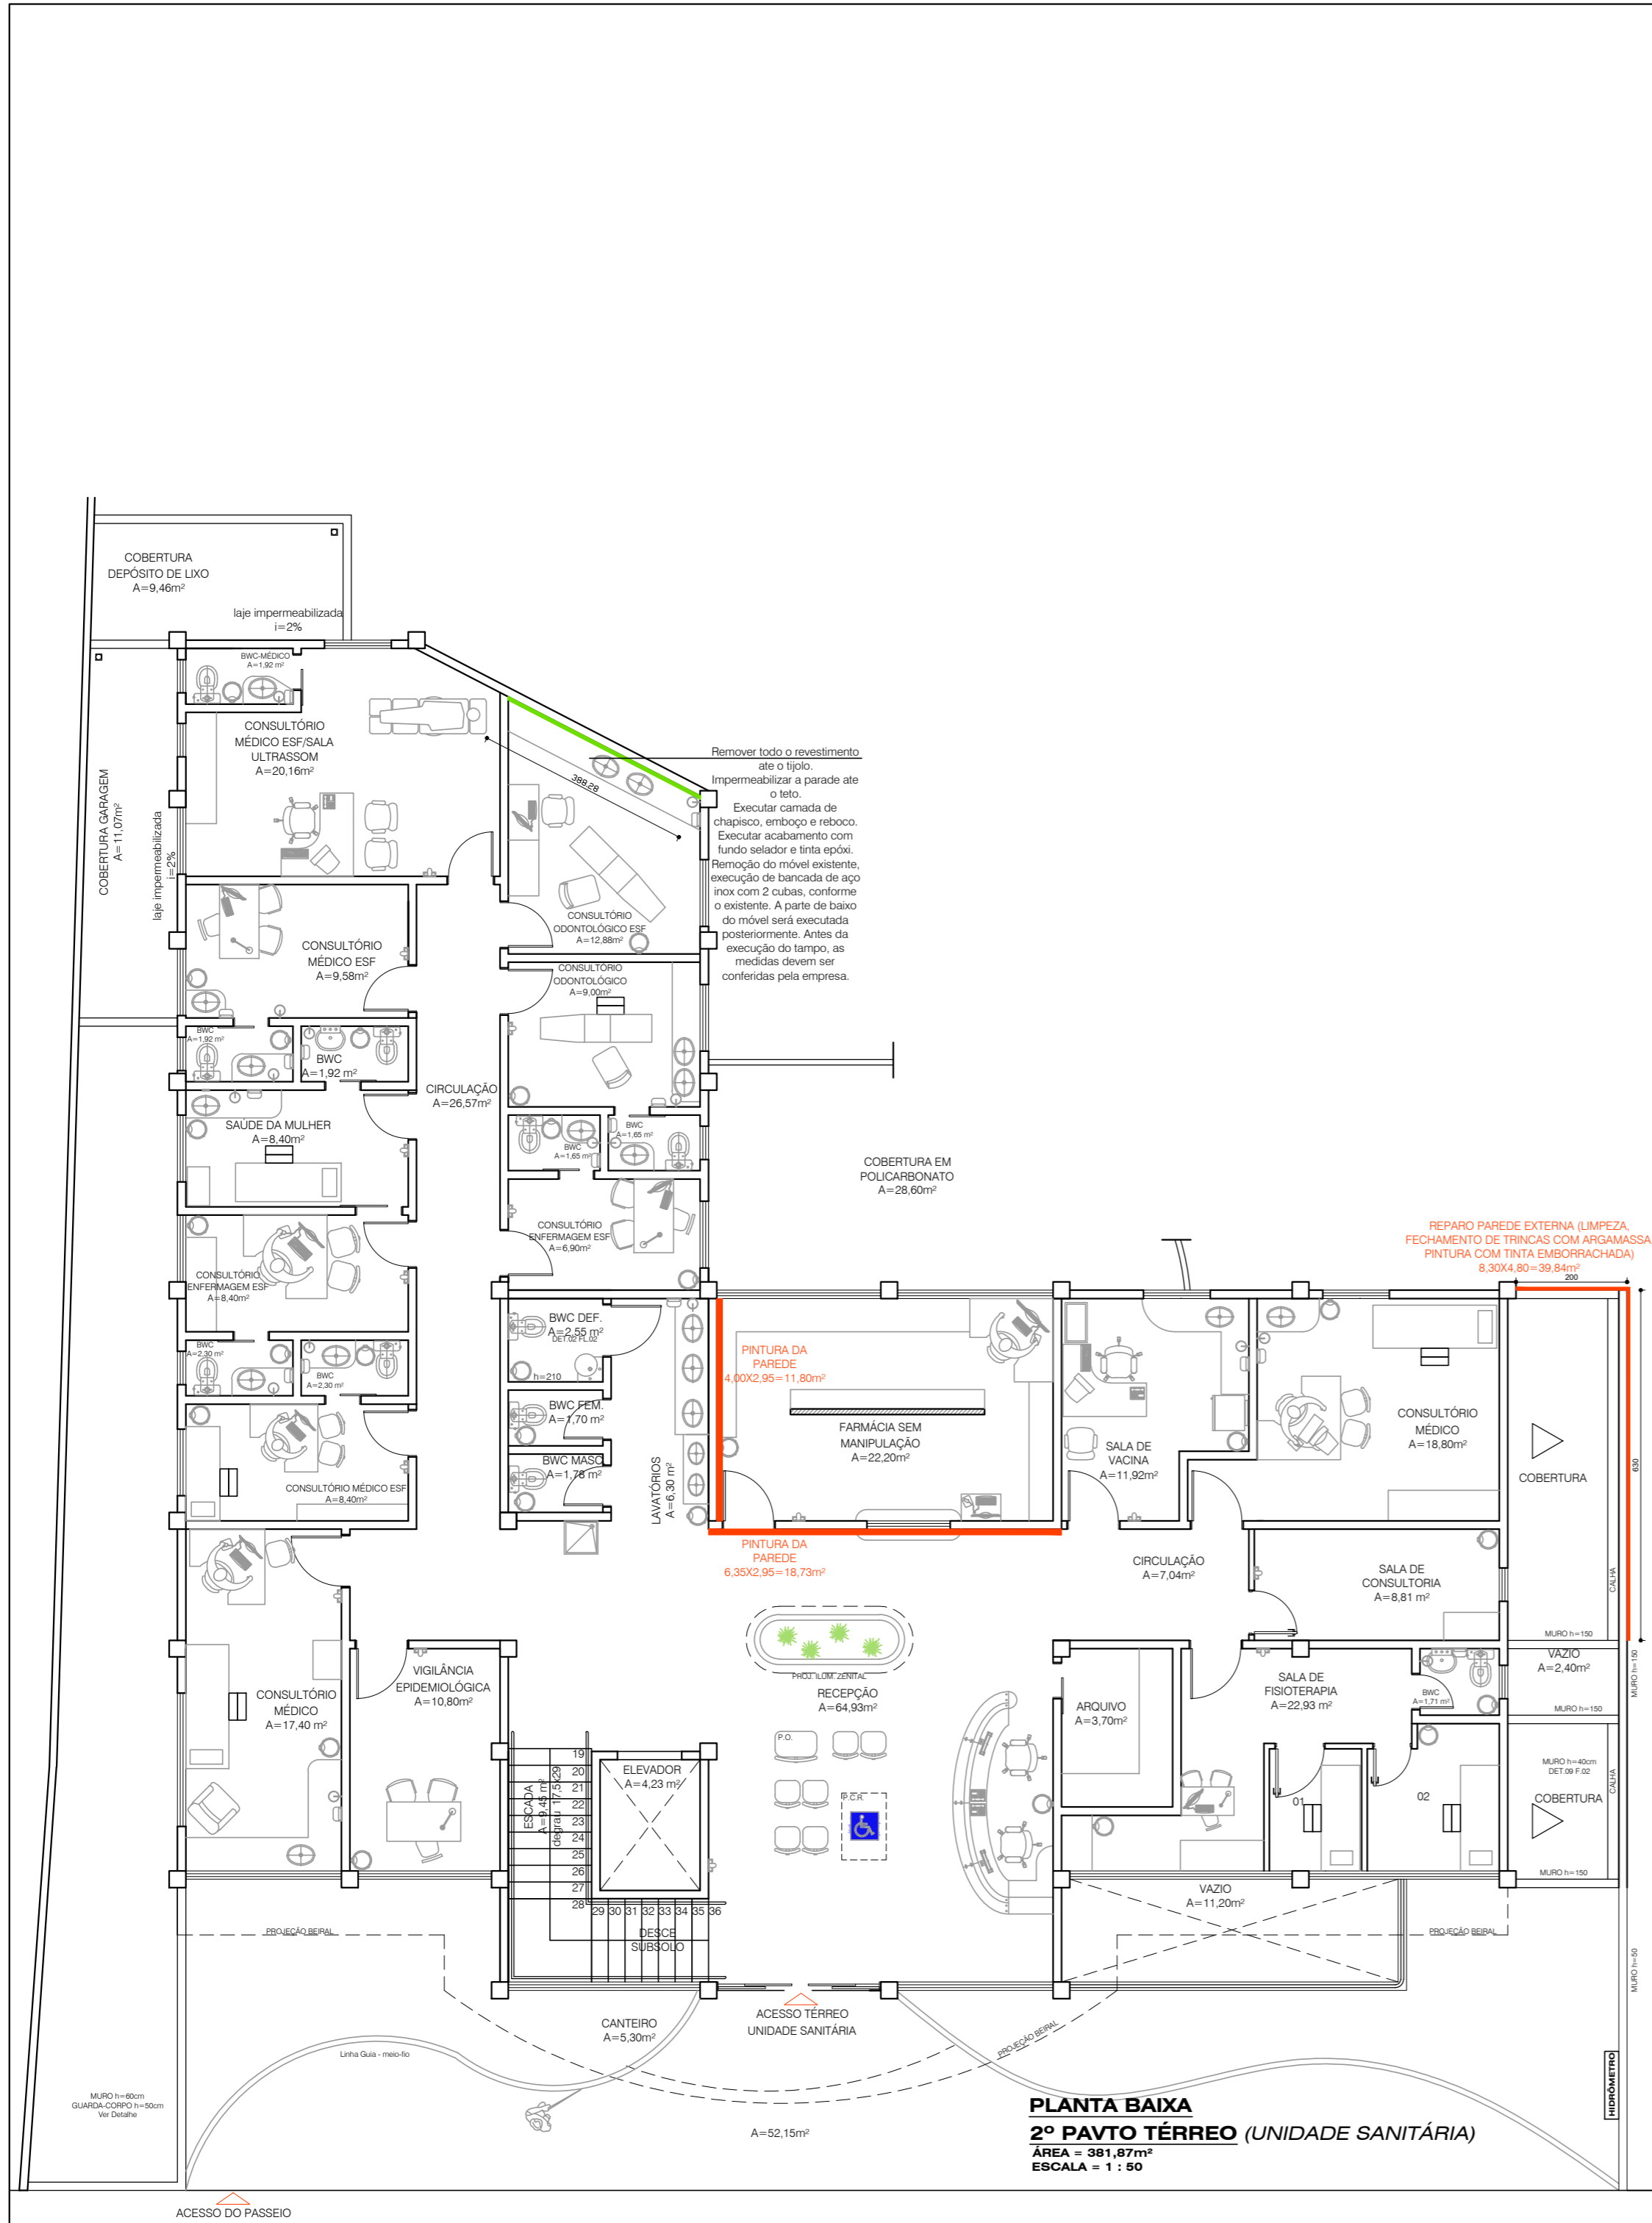 COBERTURA
DEPÓSITO DE LIXO
A=9,46m²
laje impermeabilizada
i=2%
BWC-MÉDICO
A=1,92 m²
CONSULTÓRIO
MÉDICO ESF/SALA
ULTRASSOM
A=20,16m²
COBERTURA GARAGEM
A=11,07m²
laje impermeabilizada
i=2%
388.28
Remover todo o revestimento
ate o tijolo.
Impermeabilizar a parade ate
o teto.
Executar camada de
chapisco, emboço e reboco.
Executar acabamento com
fundo selador e tinta epóxi.
Remoção do móvel existente,
execução de bancada de aço
inox com 2 cubas, conforme
o existente. A parte de baixo
do móvel será executada
posteriormente. Antes da
execução do tampo, as
medidas devem ser
conferidas pela empresa.
CONSULTÓRIO
ODONTOLÓGICO ESF
A=12,88m²
CONSULTÓRIO
MÉDICO ESF
A=9,58m²
CONSULTÓRIO
ODONTOLÓGICO
A=9,00m²
BWC
A=1,92 m²
BWC
A=1,92 m²
CIRCULAÇÃO
A=26,57m²
SAÚDE DA MULHER
A=8,40m²
BWC
A=1,65 m²
BWC
A=1,65 m²
COBERTURA EM
POLICARBONATO
A=28,60m²
CONSULTÓRIO
ENFERMAGEM ESF
A=6,90m²
CONSULTÓRIO
ENFERMAGEM ESF
A=8,40m²
REPARO PAREDE EXTERNA (LIMPEZA,
FECHAMENTO DE TRINCAS COM ARGAMASSA
PINTURA COM TINTA EMBORRACHADA)
8,30X4,80=39,84m²
200
BWC DEF.
A=2,55 m²
DET.02 FL.02
h=210
BWC
A=2,30 m²
BWC
A=2,30 m²
PINTURA DA
PAREDE
4,00X2,95=11,80m²
BWC FEM.
A=1,70 m²
FARMÁCIA SEM
MANIPULAÇÃO
A=22,20m²
CONSULTÓRIO
MÉDICO
A=18,80m²
SALA DE
VACINA
A=11,92m²
BWC MASC
A=1,78 m²
LAVATÓRIOS
A=6,30 m²
COBERTURA
630
CONSULTÓRIO MÉDICO ESF
A=8,40m²
PINTURA DA
PAREDE
6,35X2,95=18,73m²
CIRCULAÇÃO
A=7,04m²
SALA DE
CONSULTORIA
A=8,81 m²
CALHA
MURO h=150
VAZIO
A=2,40m²
MURO h=150
MURO h=150
PROJ. ILUM. ZENITAL
RECEPÇÃO
A=64,93m²
VIGILÂNCIA
EPIDEMIOLÓGICA
A=10,80m²
CONSULTÓRIO
MÉDICO
A=17,40 m²
ARQUIVO
A=3,70m²
SALA DE
FISIOTERAPIA
A=22,93 m²
BWC
A=1,71 m²
P.O.
P.C.R.
ELEVADOR
A=4,23 m²
ESCADA
A=9,45 m²
degrau 17,5x29
19
20
21
22
23
24
25
26
27
28
29 30 31 32 33 34 35 36
DESCE
SUBSOLO
01
02
MURO h=40cm
DET.09 F.02
COBERTURA
CALHA
MURO h=150
VAZIO
A=11,20m²
PROJEÇÃO BEIRAL
PROJEÇÃO BEIRAL
MURO h=50
CANTEIRO
A=5,30m²
ACESSO TÉRREO
UNIDADE SANITÁRIA
PROJEÇÃO BEIRAL
Linha Guia - meio-fio
MURO h=60cm
GUARDA-CORPO h=50cm
Ver Detalhe
A=52,15m²
HIDRÔMETRO
PLANTA BAIXA
2º PAVTO TÉRREO (UNIDADE SANITÁRIA)
ÁREA = 381,87m²
ESCALA = 1 : 50
ACESSO DO PASSEIO